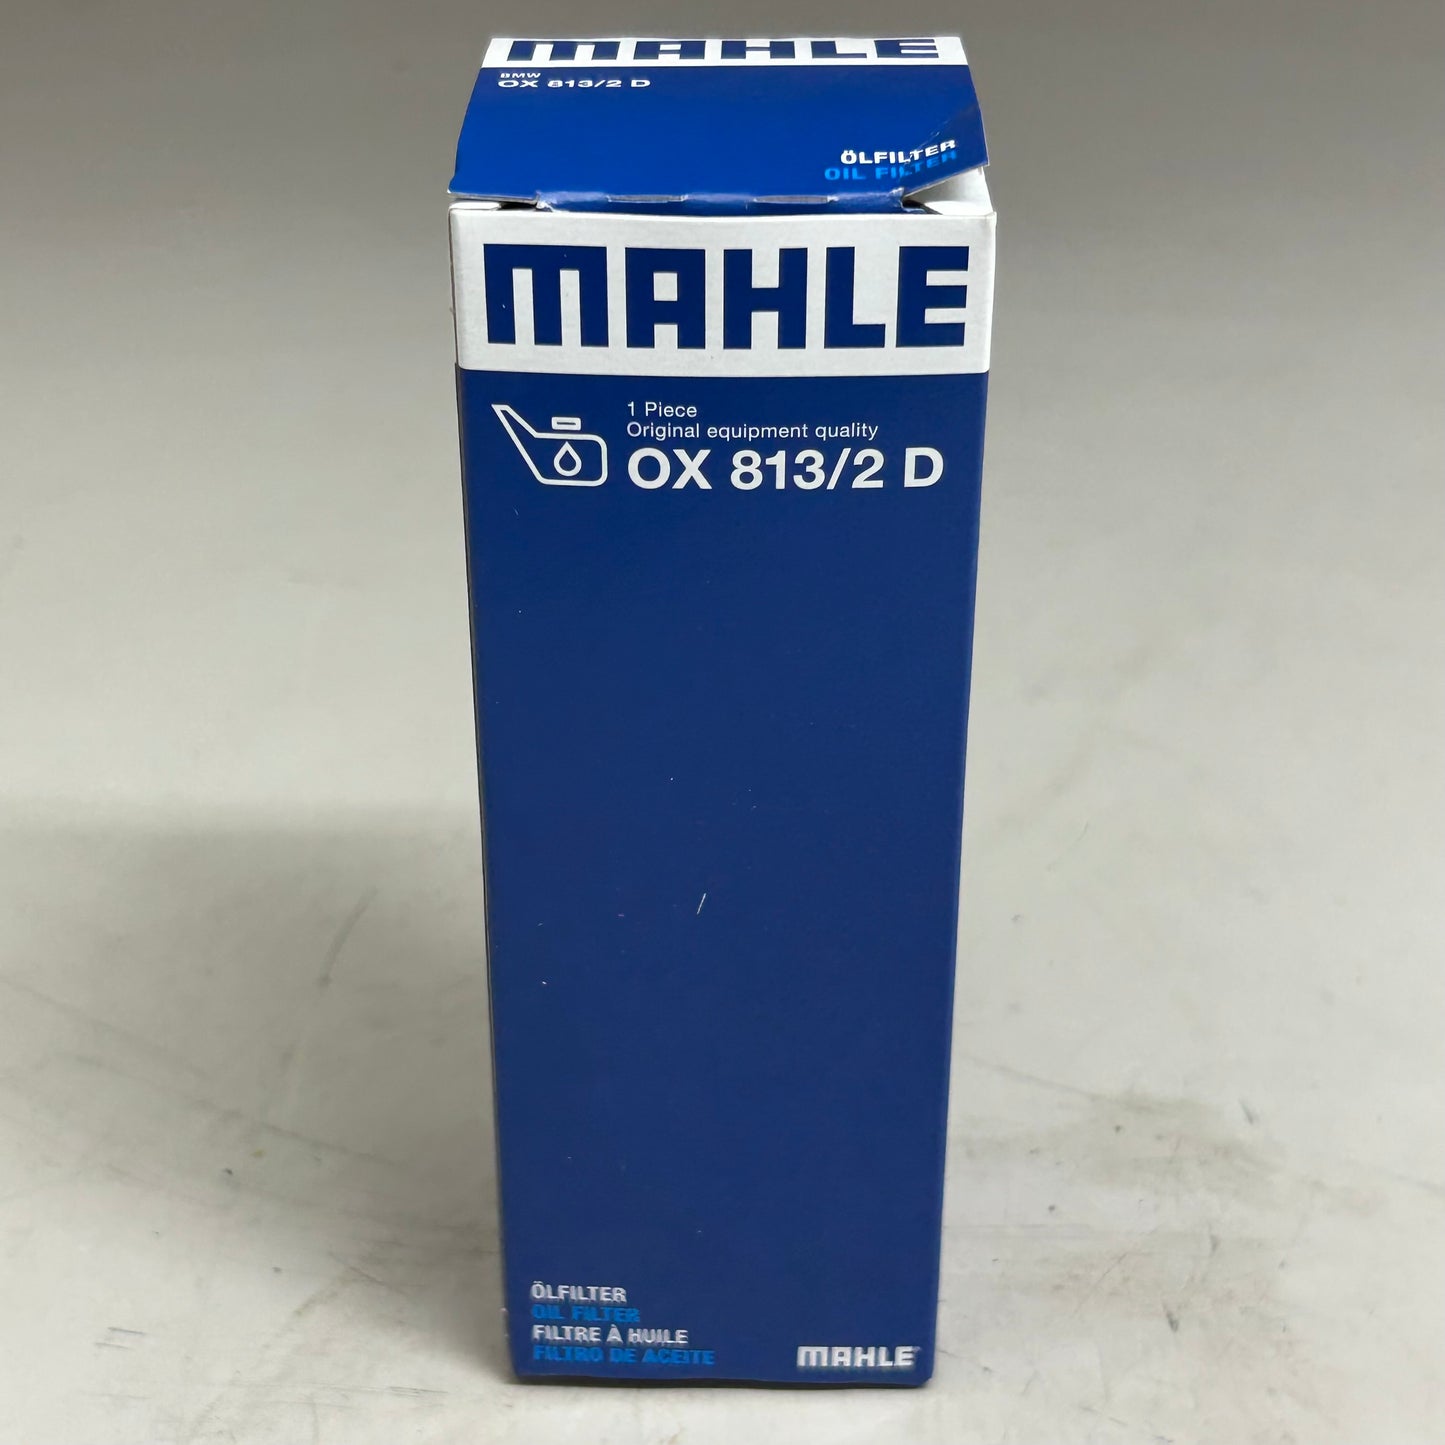 MAHLE
BMW
OX 813/2 D
ÖLFILTER
OIL FILTER
MAHLE
1 Piece
Original equipment quality
OX 813/2 D
ÖLFILTER
OIL FILTER
FILTRE À HUILE
FILTRO DE ACEITE
MAHLE